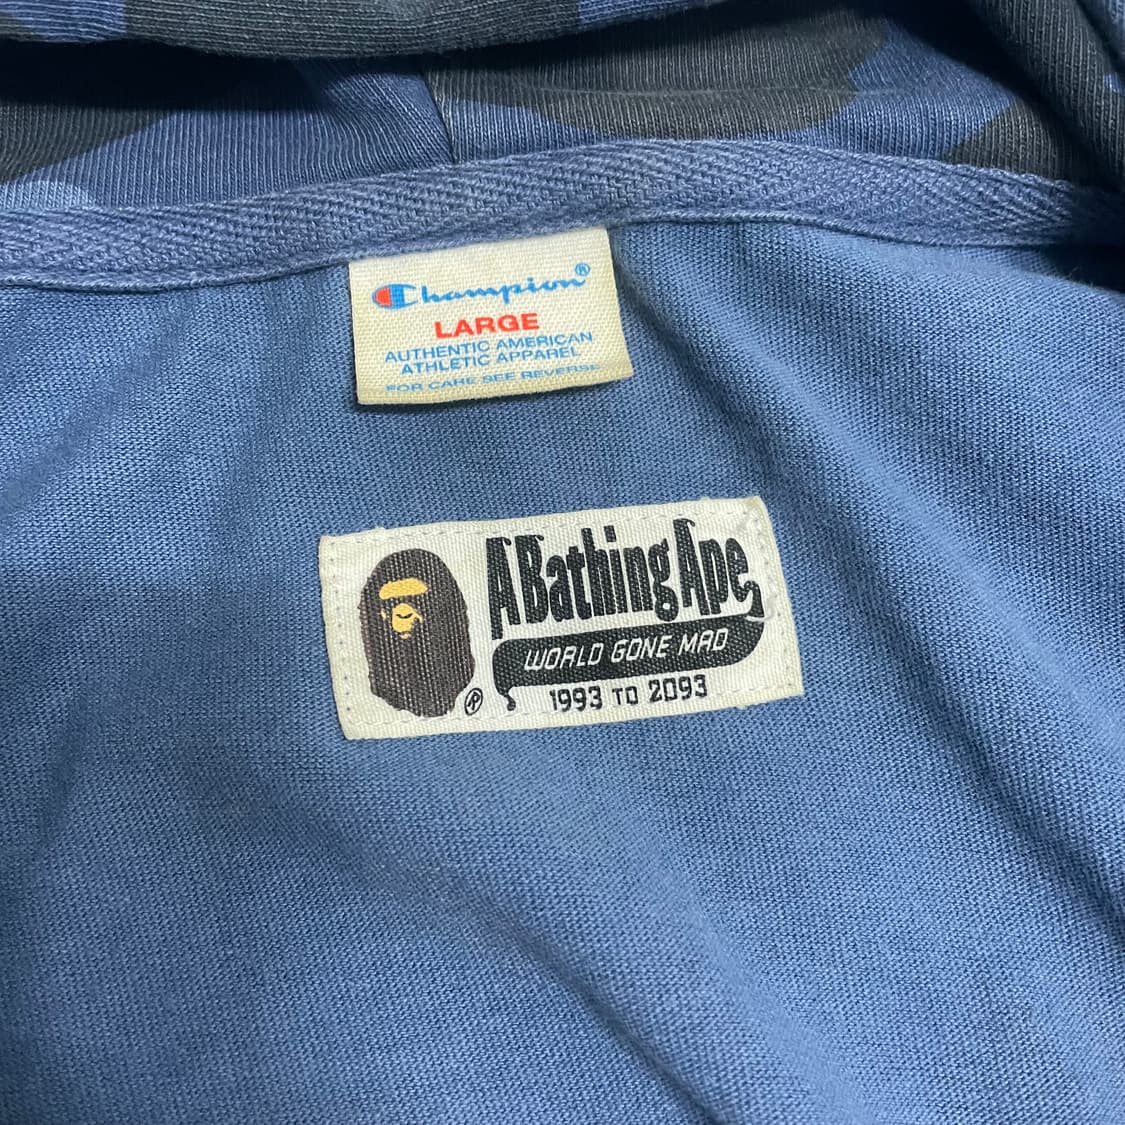 Champion®
LARGE
AUTHENTIC AMERICAN
ATHLETIC APPAREL
FOR CARE SEE REVERSE
A Bathing Ape
WORLD GONE MAD
1993 TO 2093
®